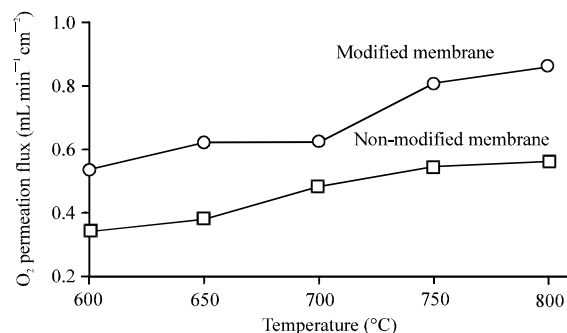 1.0
Modified membrane
0.8
Non-modified membrane
0.6
0.4
0.2
600 650 700 750 800
Temperature (°C)
O₂ permeation flux (mL min⁻¹ cm⁻²)